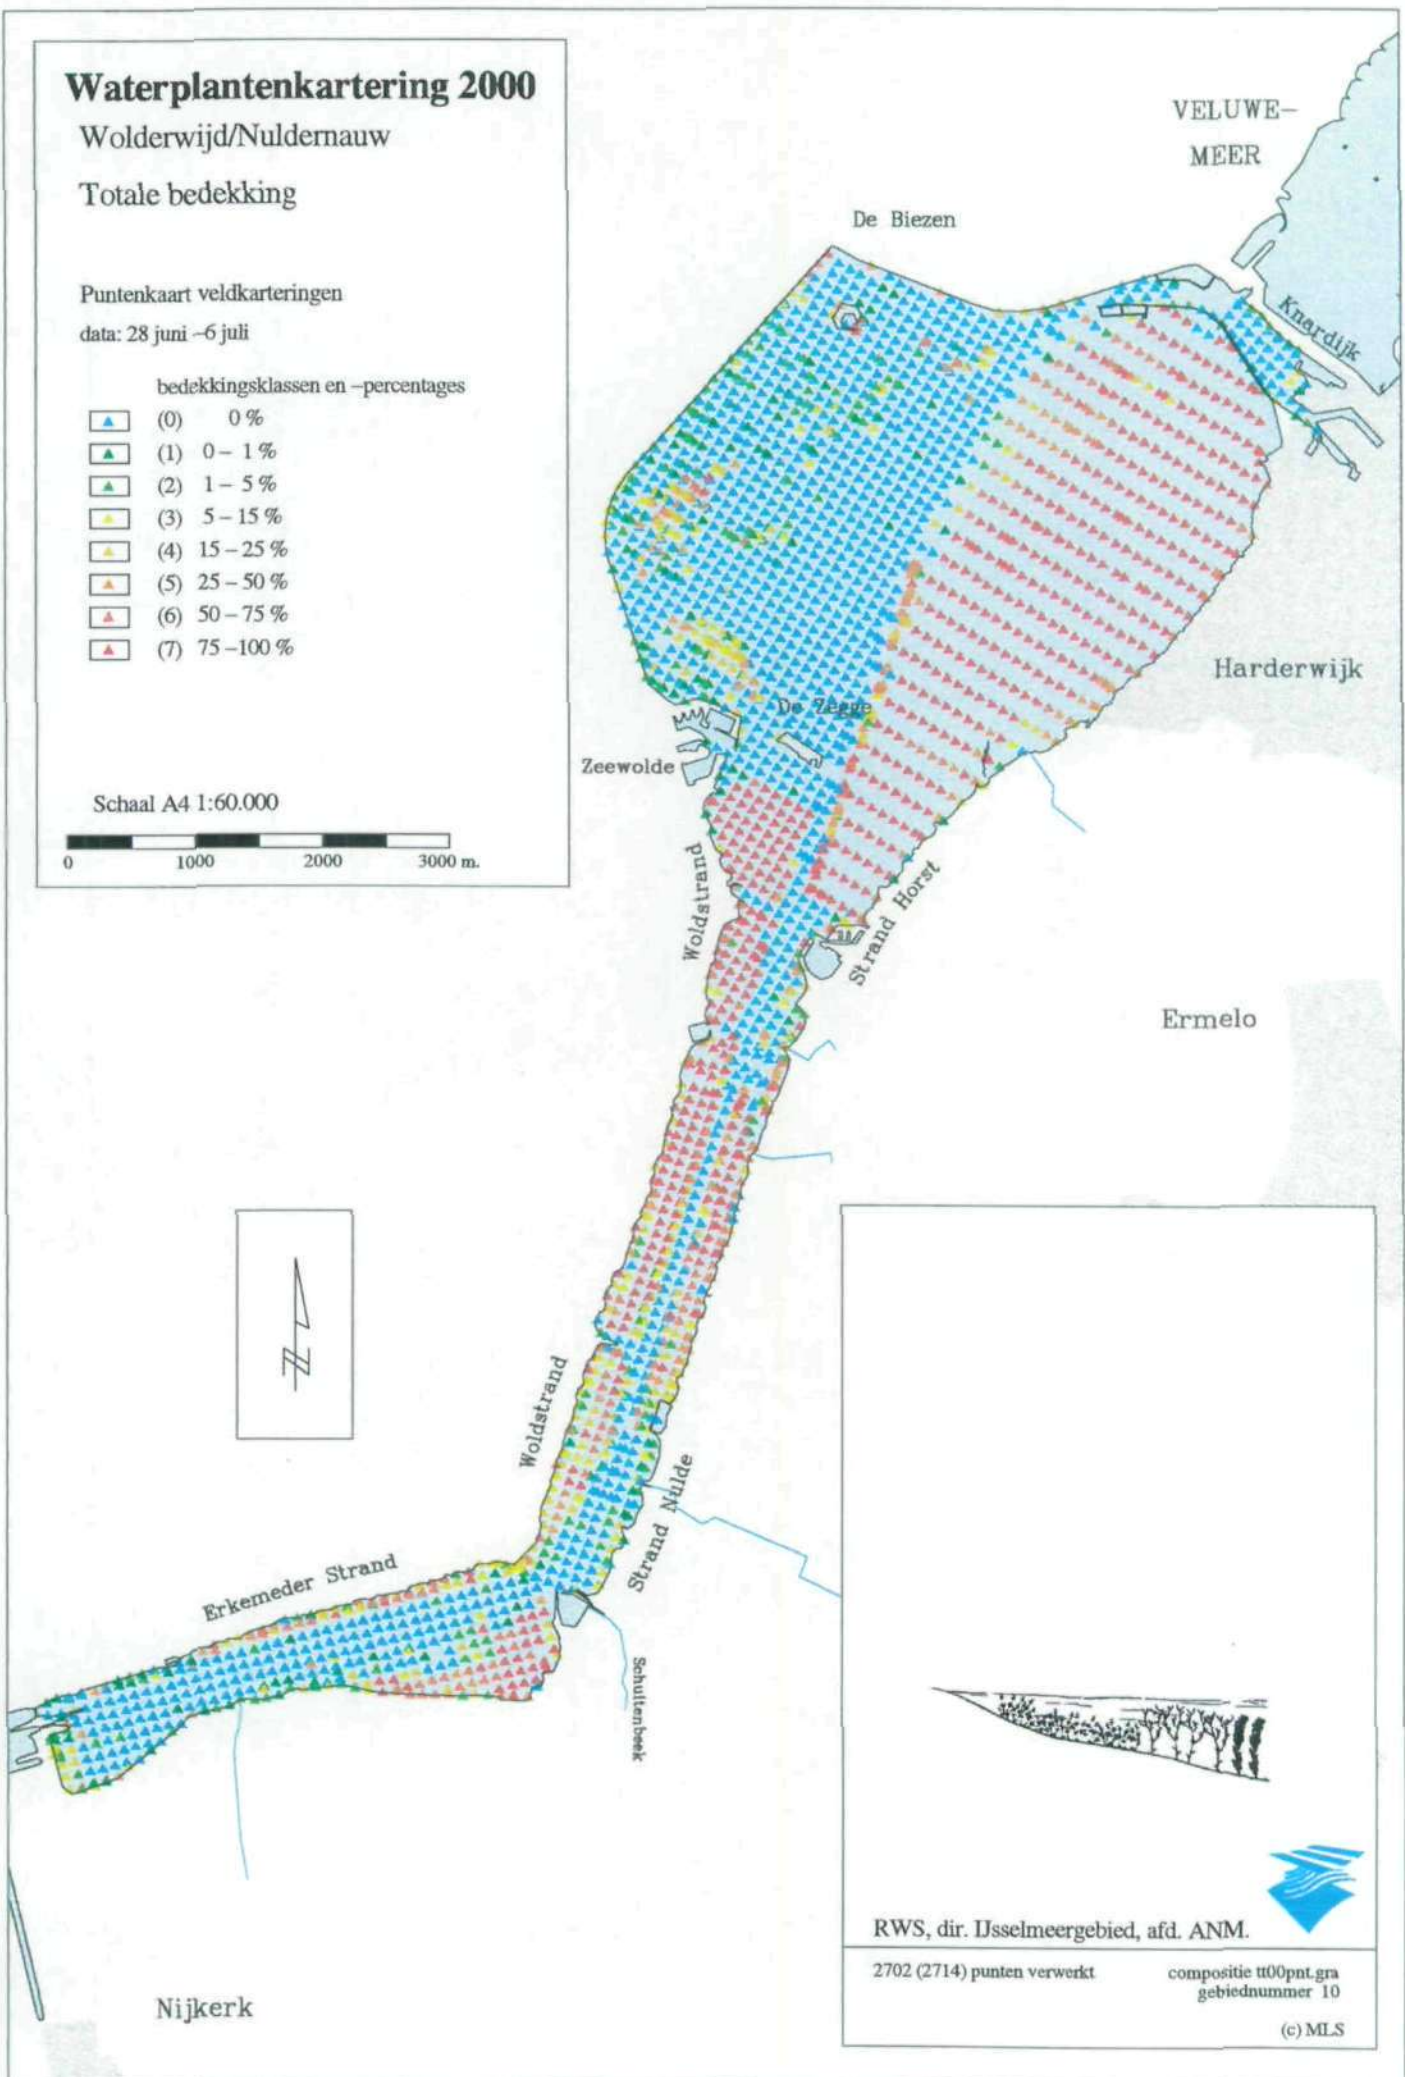 Waterplantenkartering 2000
Wolderwijd/Nuldernauw
Totale bedekking
Puntenkaart veldkarteringen
data: 28 juni –6 juli
bedekkingsklassen en –percentages
(0) 0 %
(1) 0 – 1 %
(2) 1 – 5 %
(3) 5 – 15 %
(4) 15 – 25 %
(5) 25 – 50 %
(6) 50 – 75 %
(7) 75 –100 %
Schaal A4 1:60.000
0 1000 2000 3000 m.
VELUWE–
MEER
De Biezen
Knardijk
Harderwijk
De Zegge
Zeewolde
Woldstrand
Strand Horst
Ermelo
Woldstrand
Strand Nulde
Erkemeder Strand
Schuitenbeek
Nijkerk
N
RWS, dir. IJsselmeergebied, afd. ANM.
2702 (2714) punten verwerkt
compositie tt00pnt.gra
gebiednummer 10
(c) MLS